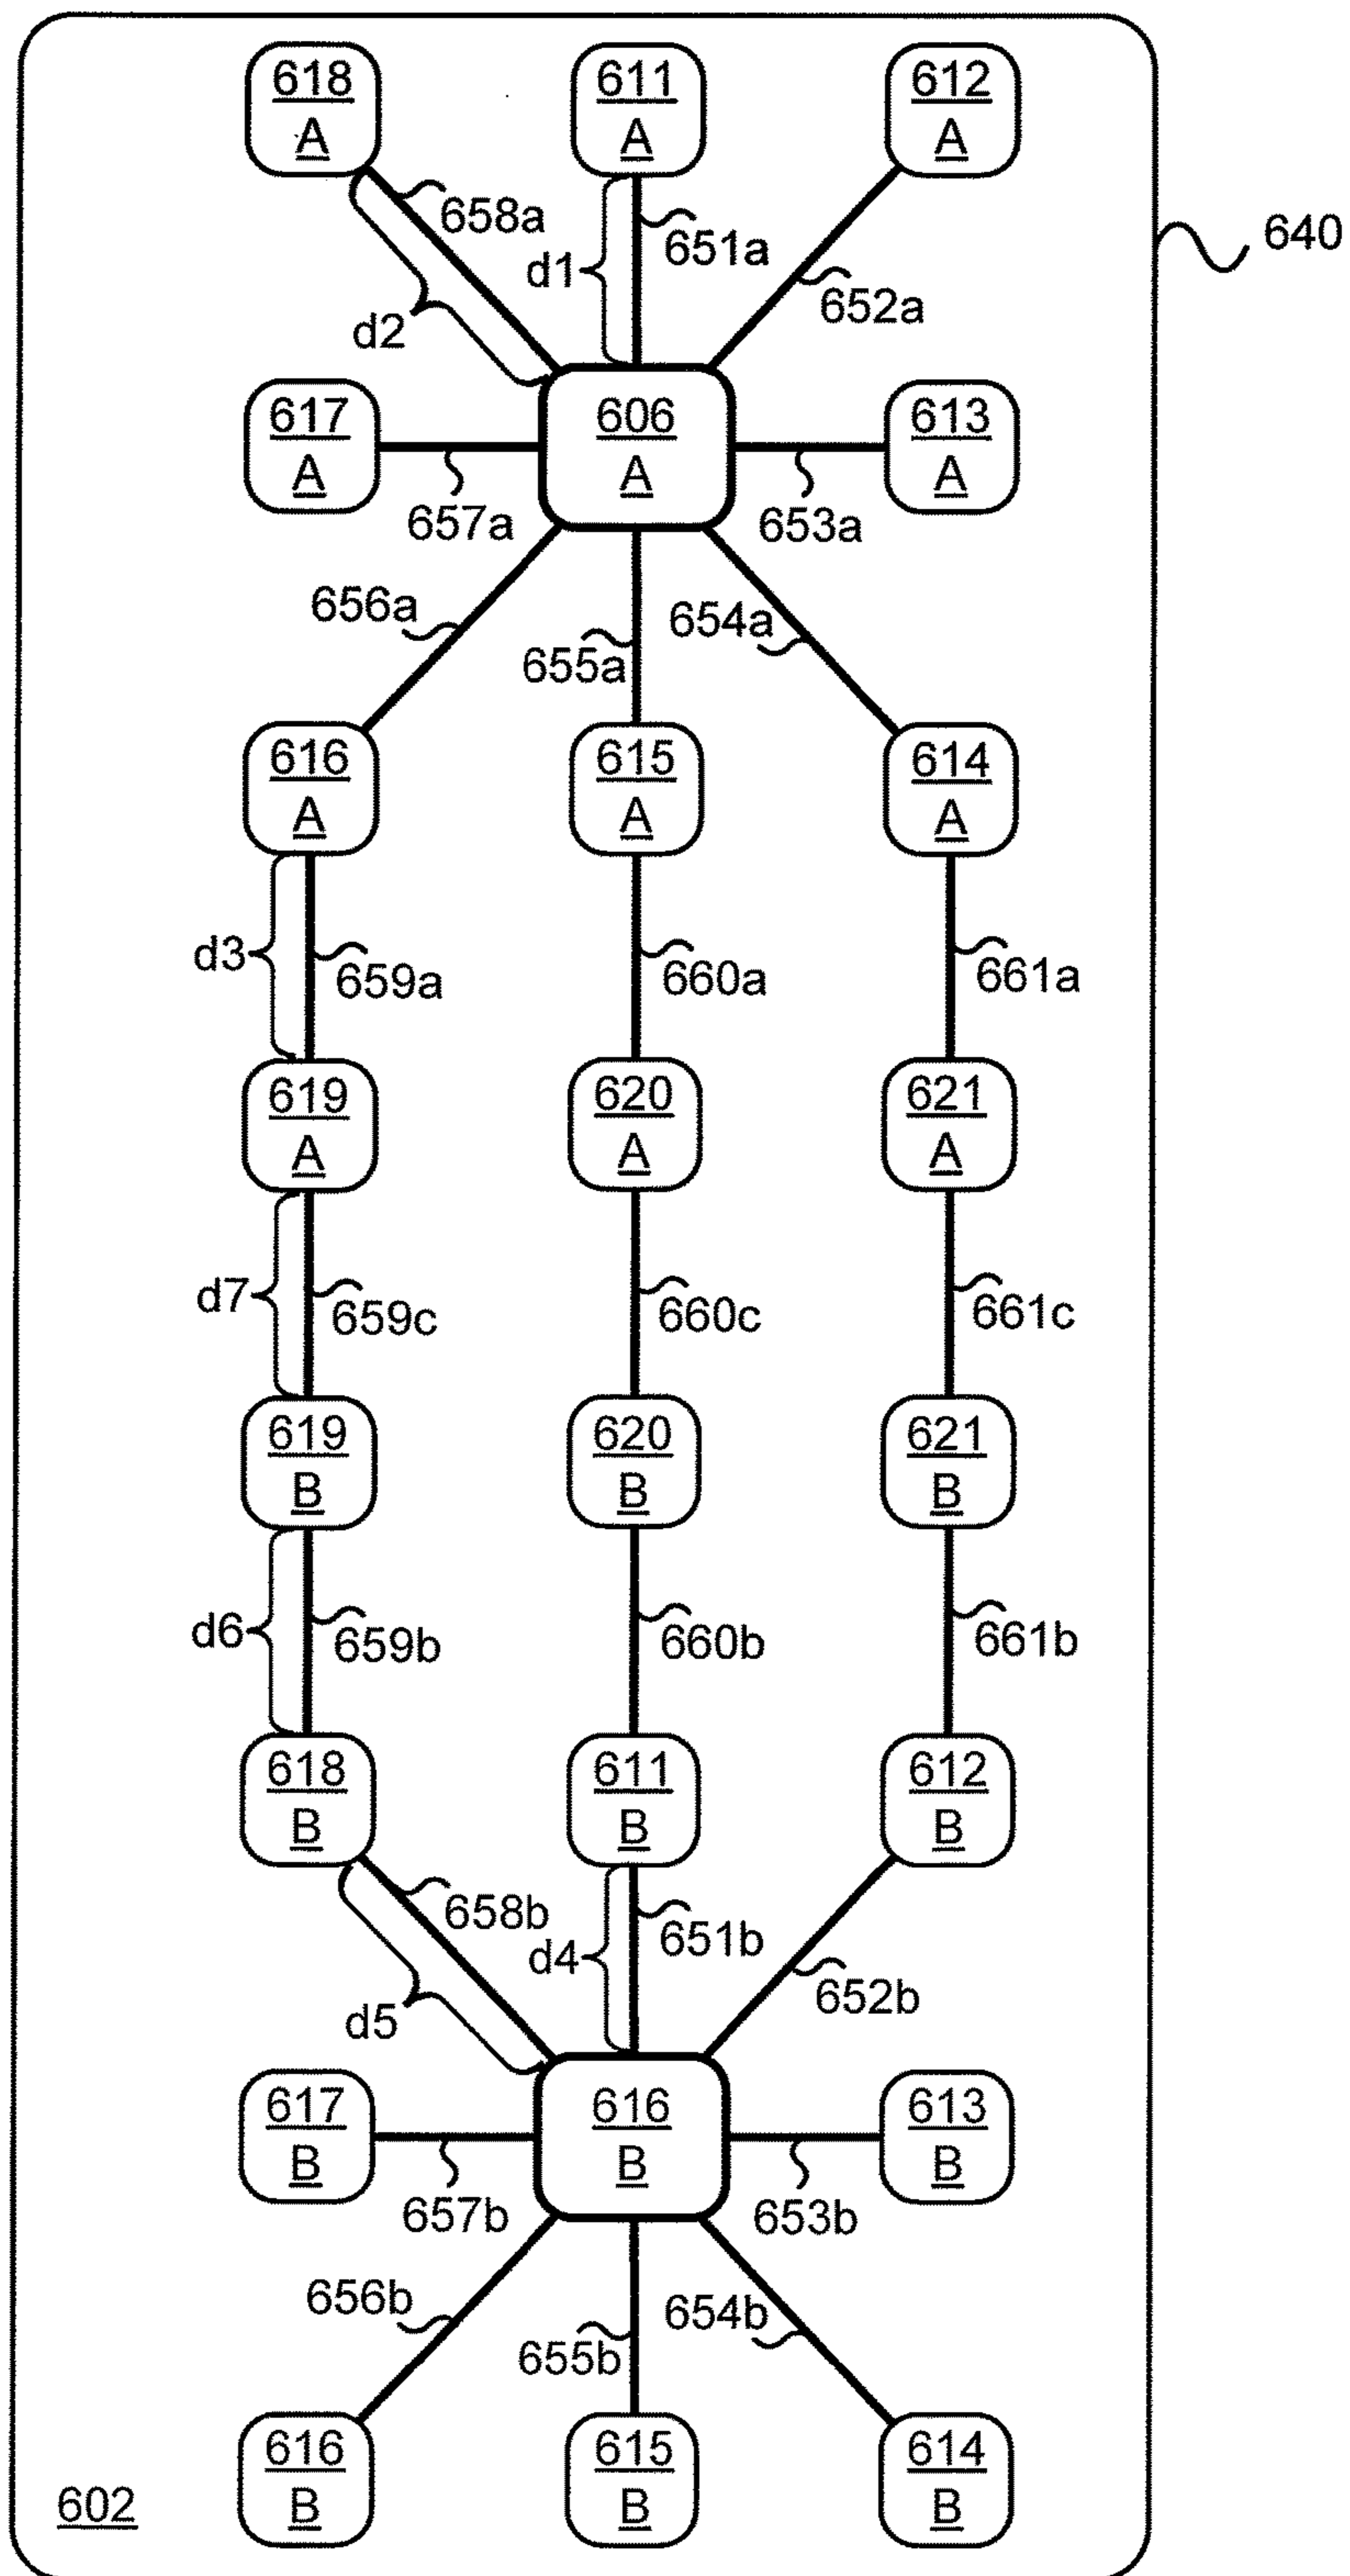 618 611 612
A A A
658a
651a
640
d1
652a
d2
617 606 613
A A A
657a 653a
656a 654a
655a
616 615 614
A A A
d3 659a 660a 661a
619 620 621
A A A
d7 659c 660c 661c
619 620 621
B B B
d6 659b 660b 661b
618 611 612
B B B
658b 651b
d4
652b
d5
617 616 613
B B B
657b 653b
656b 654b
655b
616 615 614
602 B B B